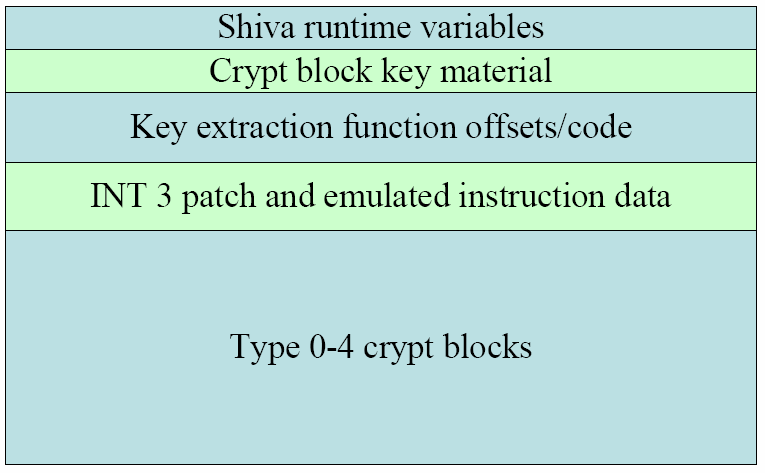 Shiva runtime variables
Crypt block key material
Key extraction function offsets/code
INT 3 patch and emulated instruction data
Type 0-4 crypt blocks